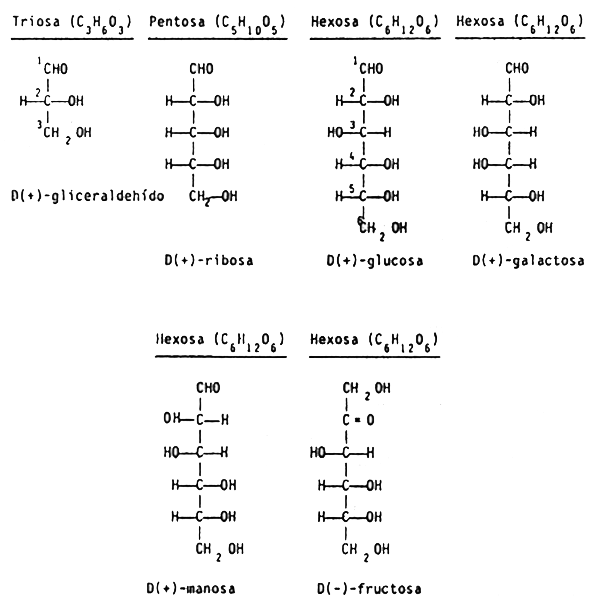 Triosa (C3H6O3) Pentosa (C5H10O5) Hexosa (C6H12O6) Hexosa (C6H12O6)
1CHO CHO 1CHO CHO
H—2C—OH H—C—OH H—2C—OH H—C—OH
3CH2OH H—C—OH HO—3C—H HO—C—H
H—C—OH H—4C—OH HO—C—H
D(+)-gliceraldehído CH2—OH H—5C—OH H—C—OH
6CH2OH CH2OH
D(+)-ribosa D(+)-glucosa D(+)-galactosa
Hexosa (C6H12O6) Hexosa (C6H12O6)
CHO CH2OH
OH—C—H C=O
HO—C—H HO—C—H
H—C—OH H—C—OH
H—C—OH H—C—OH
CH2OH CH2OH
D(+)-manosa D(-)-fructosa